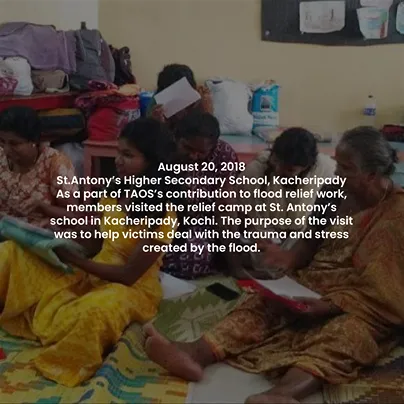 August 20, 2018
St.Antony's Higher Secondary School, Kacheripady
As a part of TAOS's contribution to flood relief work,
members visited the relief camp at St. Antony's
school in Kacheripady, Kochi. The purpose of the visit
was to help victims deal with the trauma and stress
created by the flood.